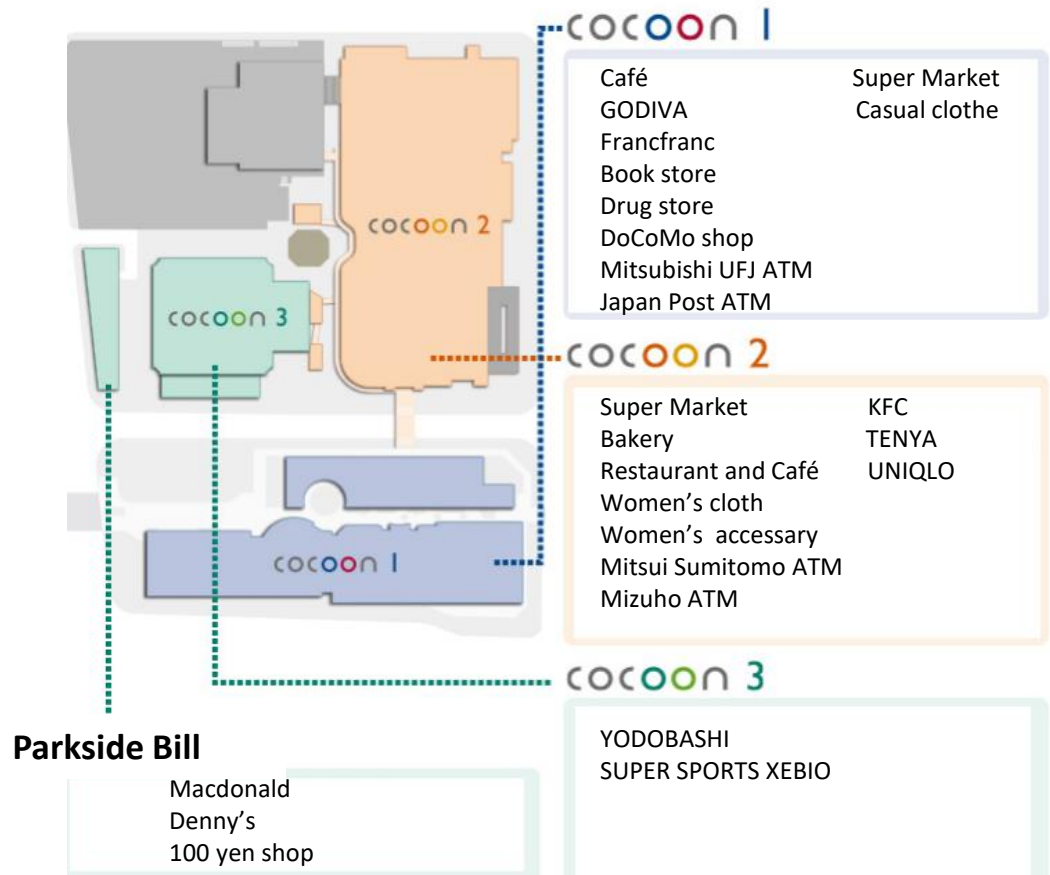 cocoon 1
Café Super Market
GODIVA Casual clothe
Francfranc
Book store
Drug store
DoCoMo shop
Mitsubishi UFJ ATM
Japan Post ATM
cocoon 2
cocoon 3
cocoon 2
Super Market KFC
Bakery TENYA
Restaurant and Café UNIQLO
Women’s cloth
Women’s accessary
Mitsui Sumitomo ATM
Mizuho ATM
cocoon 1
cocoon 3
YODOBASHI
SUPER SPORTS XEBIO
Parkside Bill
Macdonald
Denny’s
100 yen shop